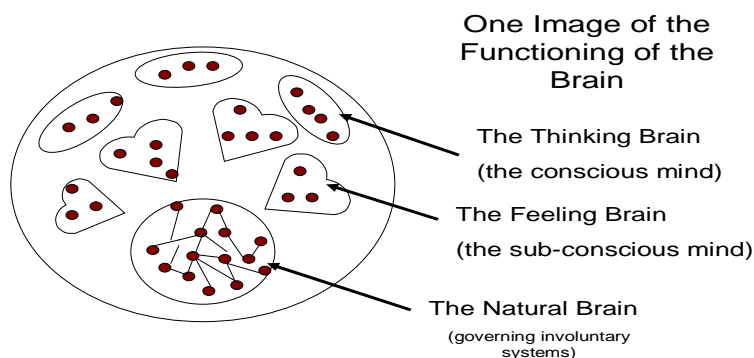 One Image of the
Functioning of the
Brain
The Thinking Brain
(the conscious mind)
The Feeling Brain
(the sub-conscious mind)
The Natural Brain
(governing involuntary
systems)